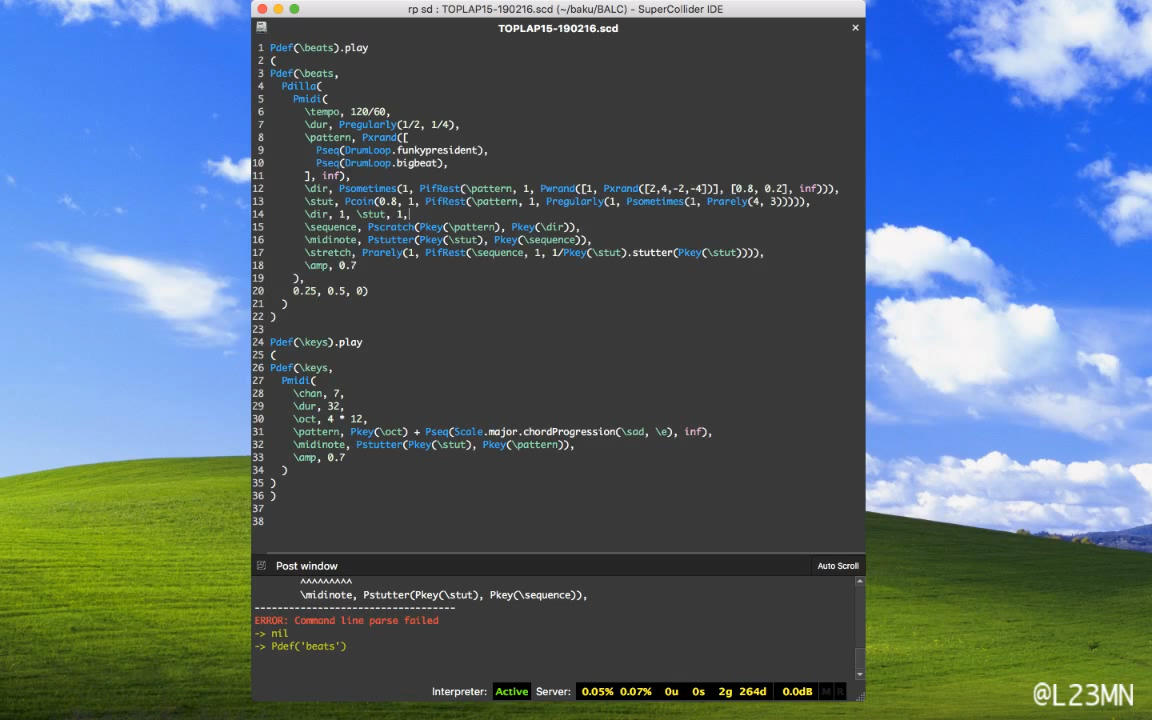 rp sd : TOPLAP15-190216.scd (~/baku/BALC) - SuperCollider IDE
TOPLAP15-190216.scd
1 Pdef(\beats).play
2 (
3 Pdef(\beats,
4 Pdilla(
5 Pmidi(
6 \tempo, 120/60,
7 \dur, Pregularly(1/2, 1/4),
8 \pattern, Pxrand([
9 Pseq(DrumLoop.funkypresident),
10 Pseq(DrumLoop.bigbeat),
11 ], inf),
12 \dir, Psometimes(1, PifRest(\pattern, 1, Pwrand([1, Pxrand([2,4,-2,-4])], [0.8, 0.2], inf))),
13 \stut, Pcoin(0.8, 1, PifRest(\pattern, 1, Pregularly(1, Psometimes(1, Prarely(4, 3))))),
14 \dir, 1, \stut, 1,
15 \sequence, Pscratch(Pkey(\pattern), Pkey(\dir)),
16 \midinote, Pstutter(Pkey(\stut), Pkey(\sequence)),
17 \stretch, Prarely(1, PifRest(\sequence, 1, 1/Pkey(\stut).stutter(Pkey(\stut)))),
18 \amp, 0.7
19 ),
20 0.25, 0.5, 0)
21 )
22 )
23
24 Pdef(\keys).play
25 (
26 Pdef(\keys,
27 Pmidi(
28 \chan, 7,
29 \dur, 32,
30 \oct, 4 * 12,
31 \pattern, Pkey(\oct) + Pseq(Scale.major.chordProgression(\sad, \e), inf),
32 \midinote, Pstutter(Pkey(\stut), Pkey(\pattern)),
33 \amp, 0.7
34 )
35 )
36 )
37
38
Post window
Auto Scroll
^^^^^^^^^
\midinote, Pstutter(Pkey(\stut), Pkey(\sequence)),
-----------------------------------
ERROR: Command line parse failed
-> nil
-> Pdef('beats')
Interpreter: Active Server: 0.05% 0.07% 0u 0s 2g 264d 0.0dB M R
@L23MN